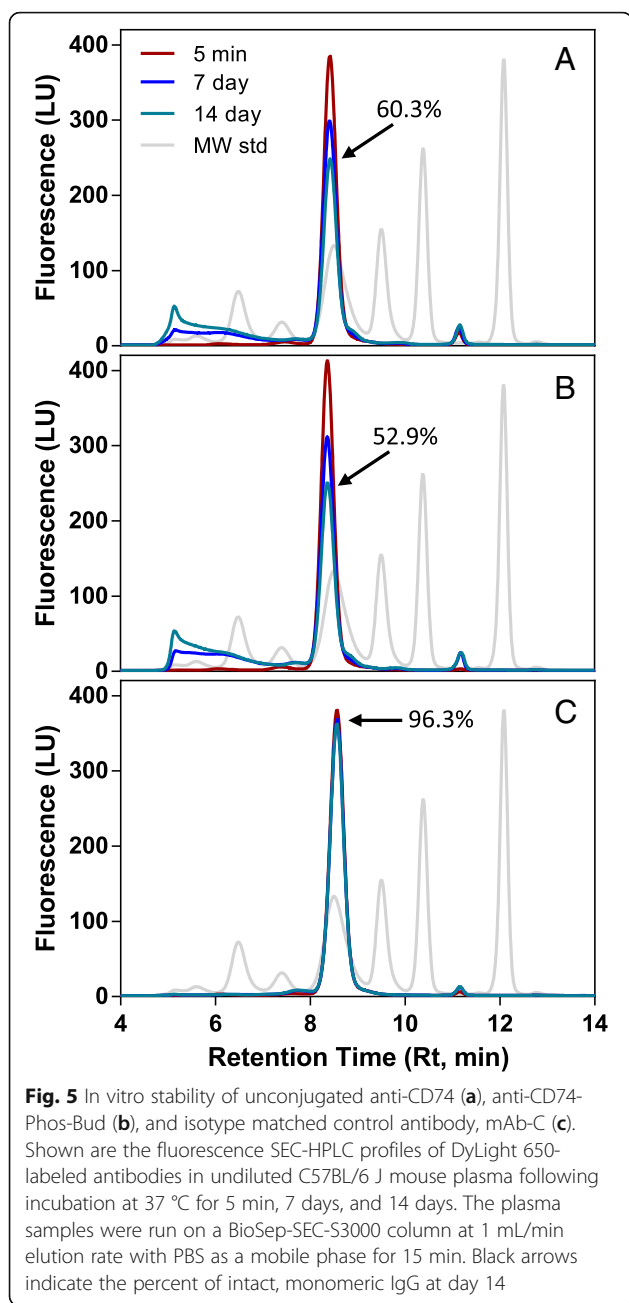 400
300
200
100
0
Fluorescence (LU)
5 min
7 day
14 day
MW std
60.3%
A
400
300
200
100
0
Fluorescence (LU)
52.9%
B
400
300
200
100
0
Fluorescence (LU)
96.3%
C
4 6 8 10 12 14
Retention Time (Rt, min)
Fig. 5 In vitro stability of unconjugated anti-CD74 (a), anti-CD74-
Phos-Bud (b), and isotype matched control antibody, mAb-C (c).
Shown are the fluorescence SEC-HPLC profiles of DyLight 650-
labeled antibodies in undiluted C57BL/6 J mouse plasma following
incubation at 37 °C for 5 min, 7 days, and 14 days. The plasma
samples were run on a BioSep-SEC-S3000 column at 1 mL/min
elution rate with PBS as a mobile phase for 15 min. Black arrows
indicate the percent of intact, monomeric IgG at day 14